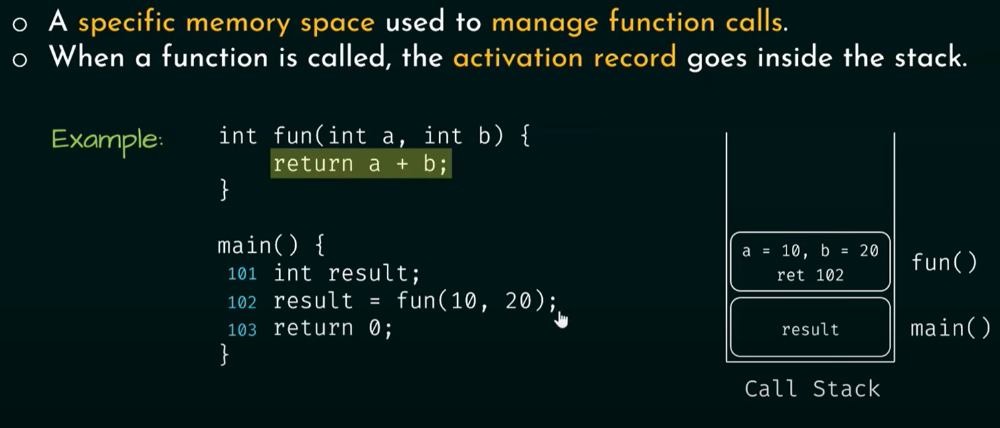 ○ A specific memory space used to manage function calls.
○ When a function is called, the activation record goes inside the stack.
Example:
int fun(int a, int b) {
return a + b;
}
main() {
101 int result;
102 result = fun(10, 20);
103 return 0;
}
a = 10, b = 20
ret 102
fun()
result
main()
Call Stack